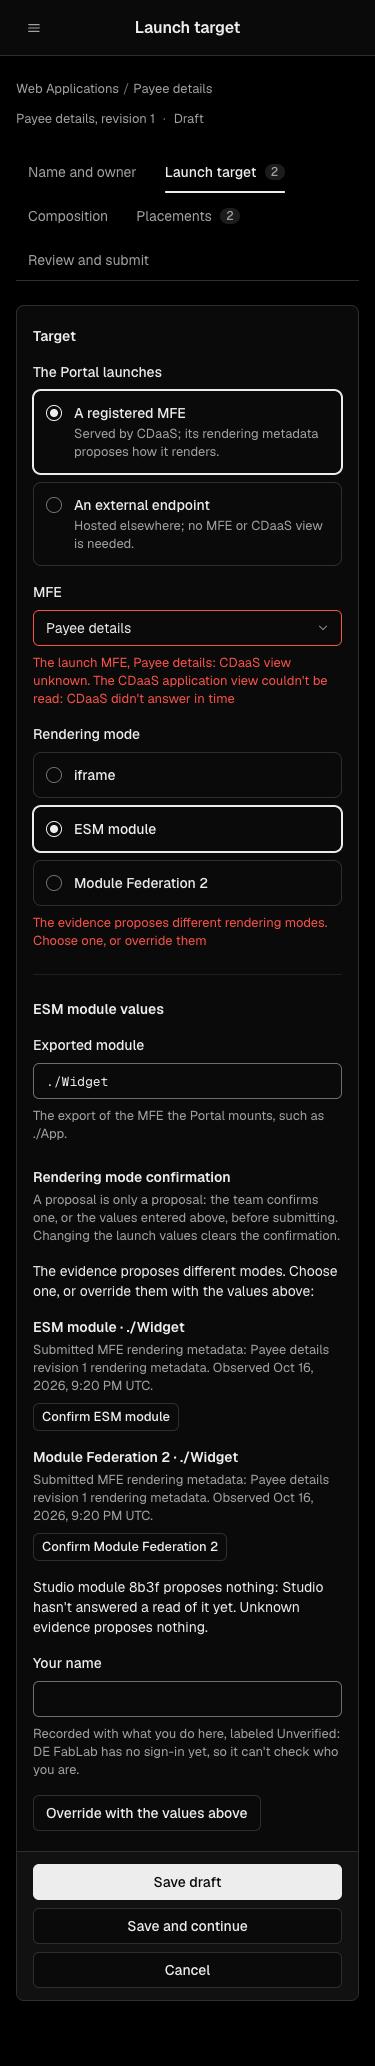 Launch target
Web Applications / Payee details
Payee details, revision 1 · Draft
Name and owner
Launch target 2
Composition
Placements 2
Review and submit
Target
The Portal launches
A registered MFE
Served by CDaaS; its rendering metadata
proposes how it renders.
An external endpoint
Hosted elsewhere; no MFE or CDaaS view
is needed.
MFE
Payee details
The launch MFE, Payee details: CDaaS view
unknown. The CDaaS application view couldn't be
read: CDaaS didn't answer in time
Rendering mode
iframe
ESM module
Module Federation 2
The evidence proposes different rendering modes.
Choose one, or override them
ESM module values
Exported module
./Widget
The export of the MFE the Portal mounts, such as
./App.
Rendering mode confirmation
A proposal is only a proposal: the team confirms
one, or the values entered above, before submitting.
Changing the launch values clears the confirmation.
The evidence proposes different modes. Choose
one, or override them with the values above:
ESM module · ./Widget
Submitted MFE rendering metadata: Payee details
revision 1 rendering metadata. Observed Oct 16,
2026, 9:20 PM UTC.
Confirm ESM module
Module Federation 2 · ./Widget
Submitted MFE rendering metadata: Payee details
revision 1 rendering metadata. Observed Oct 16,
2026, 9:20 PM UTC.
Confirm Module Federation 2
Studio module 8b3f proposes nothing: Studio
hasn't answered a read of it yet. Unknown
evidence proposes nothing.
Your name
Recorded with what you do here, labeled Unverified:
DE FabLab has no sign-in yet, so it can't check who
you are.
Override with the values above
Save draft
Save and continue
Cancel